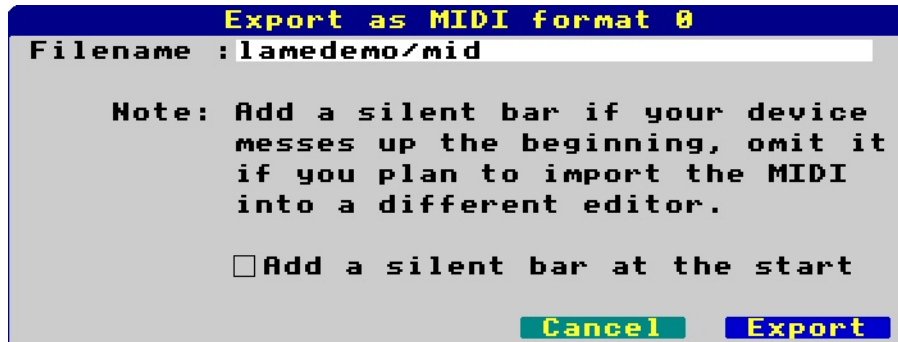 Export as MIDI format 0
Filename :lamedemo/mid
Note: Add a silent bar if your device
messes up the beginning, omit it
if you plan to import the MIDI
into a different editor.
Add a silent bar at the start
Cancel Export